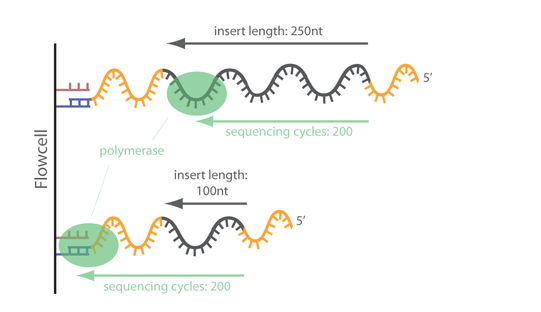 insert length: 250nt
5’
sequencing cycles: 200
Flowcell
polymerase
insert length:
100nt
5’
sequencing cycles: 200